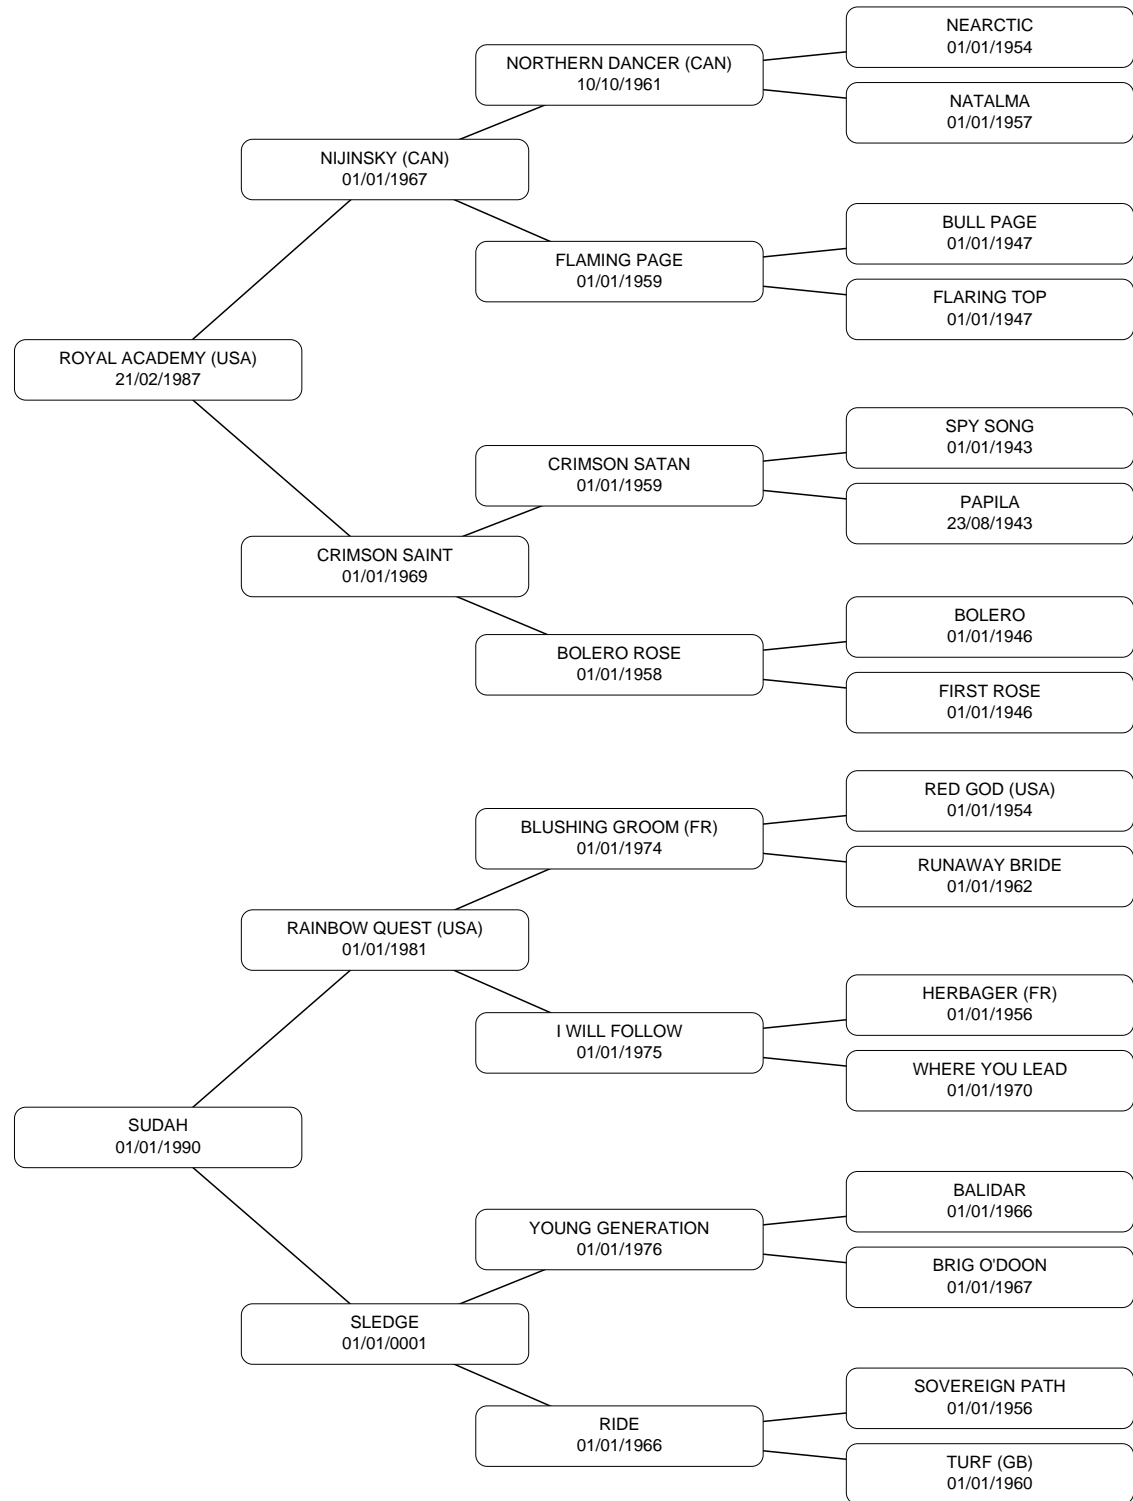 NEARCTIC
01/01/1954
NORTHERN DANCER (CAN)
10/10/1961
NATALMA
01/01/1957
NIJINSKY (CAN)
01/01/1967
BULL PAGE
01/01/1947
FLAMING PAGE
01/01/1959
FLARING TOP
01/01/1947
ROYAL ACADEMY (USA)
21/02/1987
SPY SONG
01/01/1943
CRIMSON SATAN
01/01/1959
PAPILA
23/08/1943
CRIMSON SAINT
01/01/1969
BOLERO
01/01/1946
BOLERO ROSE
01/01/1958
FIRST ROSE
01/01/1946
RED GOD (USA)
01/01/1954
BLUSHING GROOM (FR)
01/01/1974
RUNAWAY BRIDE
01/01/1962
RAINBOW QUEST (USA)
01/01/1981
HERBAGER (FR)
01/01/1956
I WILL FOLLOW
01/01/1975
WHERE YOU LEAD
01/01/1970
SUDAH
01/01/1990
BALIDAR
01/01/1966
YOUNG GENERATION
01/01/1976
BRIG O'DOON
01/01/1967
SLEDGE
01/01/0001
SOVEREIGN PATH
01/01/1956
RIDE
01/01/1966
TURF (GB)
01/01/1960